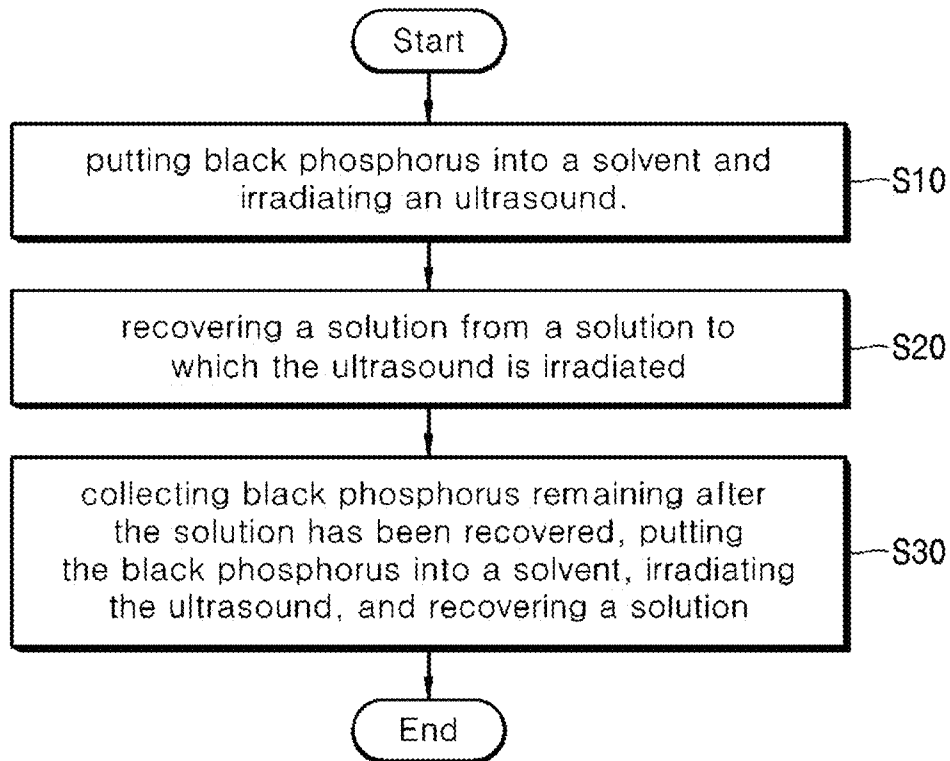 Start
putting black phosphorus into a solvent and
irradiating an ultrasound.
S10
recovering a solution from a solution to
which the ultrasound is irradiated
S20
collecting black phosphorus remaining after
the solution has been recovered, putting
the black phosphorus into a solvent, irradiating
the ultrasound, and recovering a solution
S30
End